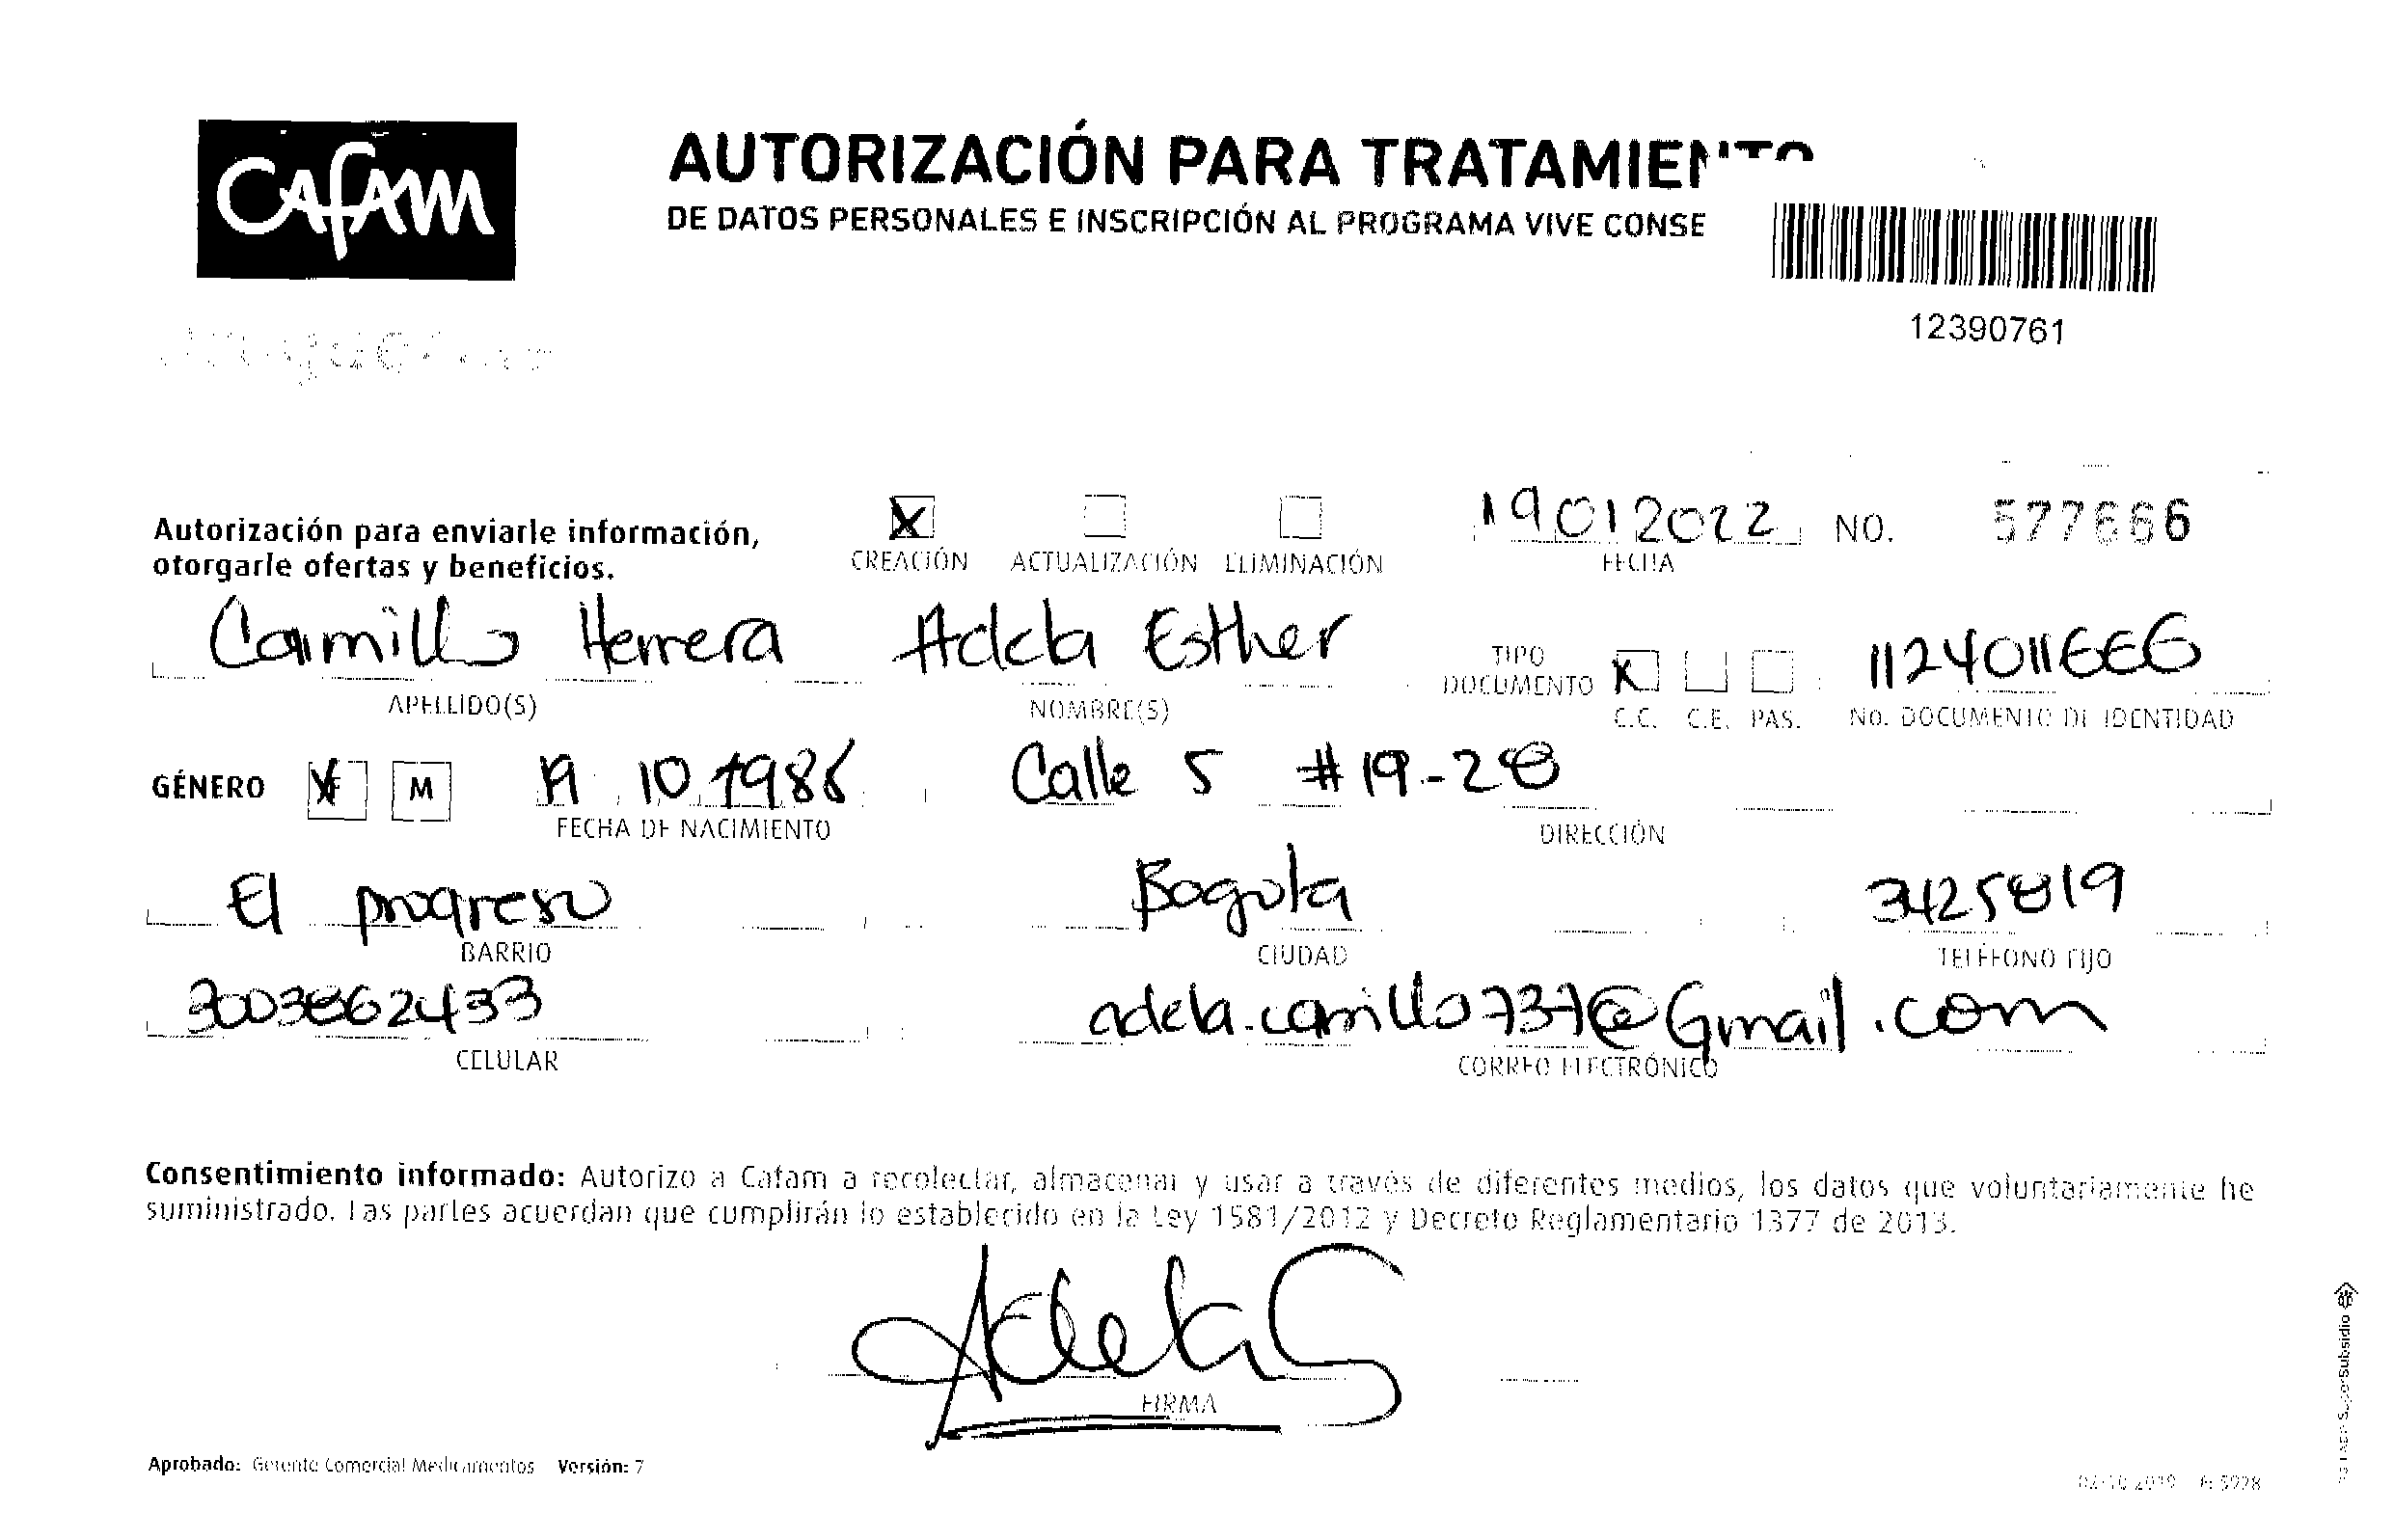 Cafam
AUTORIZACIÓN PARA TRATAMIENTO
DE DATOS PERSONALES E INSCRIPCIÓN AL PROGRAMA VIVE CONSE
12390761
Autorización para enviarle información,
otorgarle ofertas y beneficios.
X CREACIÓN ACTUALIZACIÓN ELIMINACIÓN
19012022 NO. 577666
FECHA
Carrillo Herrera Adela Esther
APELLIDO(S) NOMBRE(S)
TIPO
DOCUMENTO X 1124011666
C.C. C.E. PAS. NO. DOCUMENTO DE IDENTIDAD
GÉNERO X F M 19 10 1986 Calle 5 #19-28
FECHA DE NACIMIENTO DIRECCIÓN
El progreso Bogota 3425819
BARRIO CIUDAD TELÉFONO FIJO
3003862433 adela.carrillo737@Gmail.com
CELULAR CORREO ELECTRÓNICO
Consentimiento informado: Autorizo a Cafam a recolectar, almacenar y usar a través de diferentes medios, los datos que voluntariamente he
suministrado. Las partes acuerdan que cumplirán lo establecido en la Ley 1581/2012 y Decreto Reglamentario 1377 de 2013.
Adela C
FIRMA
Aprobado: Gerente Comercial Medicamentos Versión: 7
SuperSubsidio